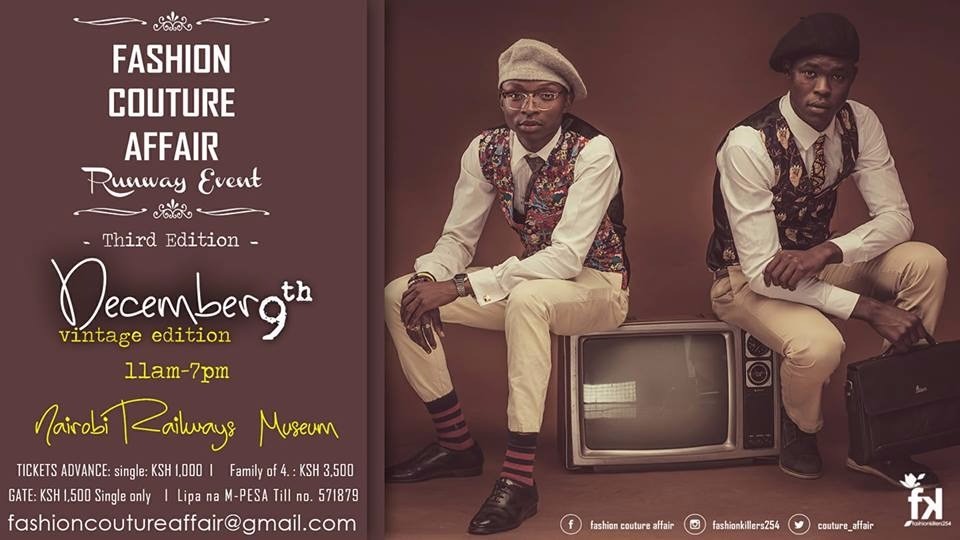 FASHION
COUTURE
AFFAIR
Runway Event
- Third Edition -
December 9th
vintage edition
11am-7pm
Nairobi Railways Museum
TICKETS ADVANCE: single: KSH 1,000 I Family of 4. : KSH 3,500
GATE: KSH 1,500 Single only I Lipa na M-PESA Till no. 571879
fashioncoutureaffair@gmail.com
fashion couture affair
fashionkillers254
couture_affair
fk
fashionkillers254